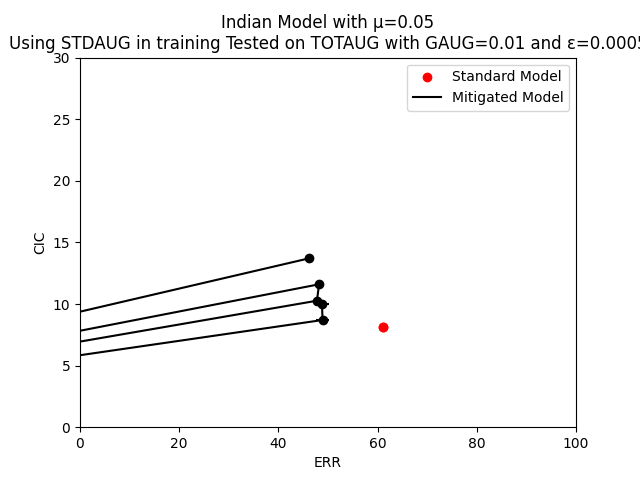 Indian Model with μ=0.05
Using STDAUG in training Tested on TOTAUG with GAUG=0.01 and ε=0.0005
Standard Model
Mitigated Model
30
25
20
15
10
5
0
CIC
0 20 40 60 80 100
ERR